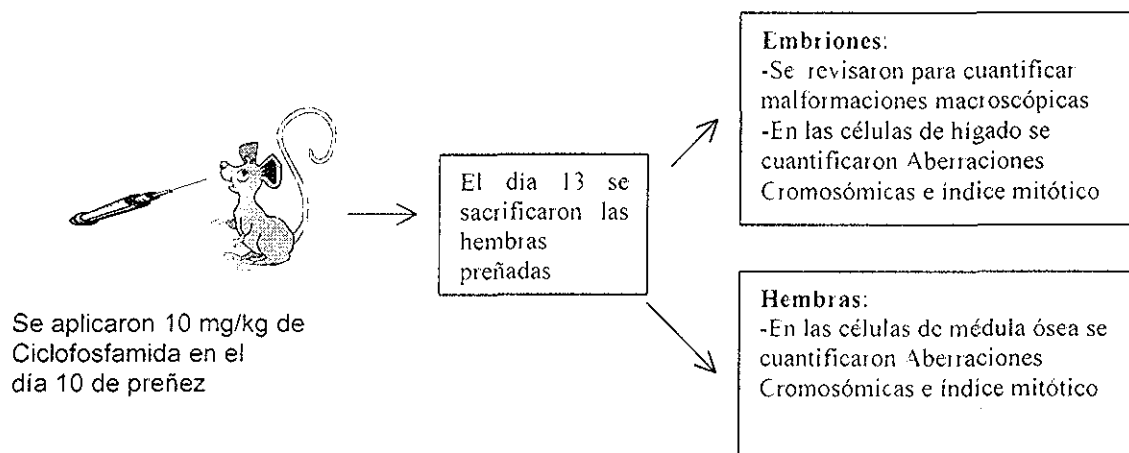 Se aplicaron 10 mg/kg de
Ciclofosfamida en el
día 10 de preñez
El dia 13 se
sacrificaron las
hembras
preñadas
Embriones:
-Se revisaron para cuantificar
malformaciones macroscópicas
-En las células de hígado se
cuantificaron Aberraciones
Cromosómicas e índice mitótico
Hembras:
-En las células de médula ósea se
cuantificaron Aberraciones
Cromosómicas e índice mitótico